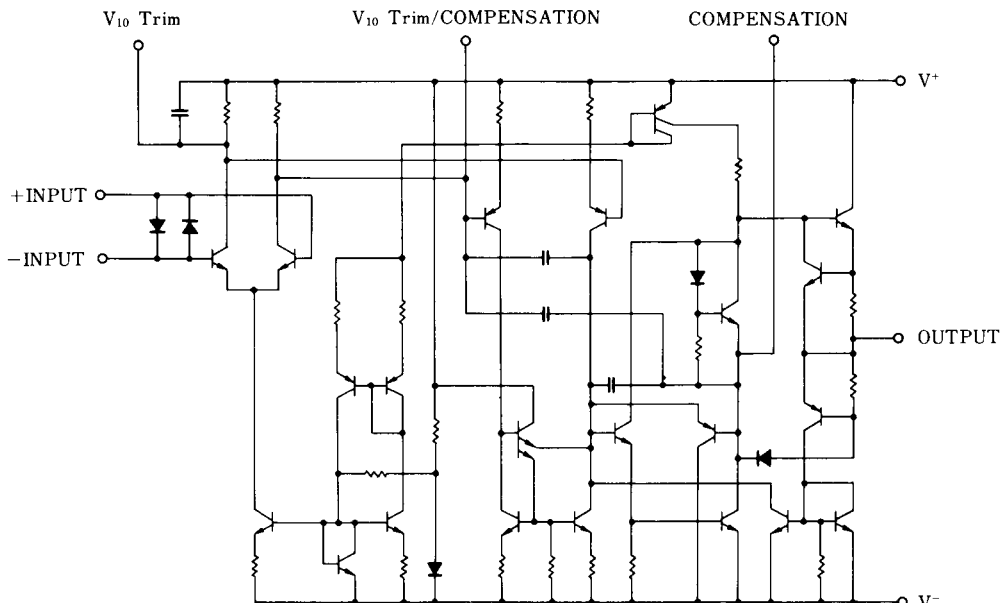 V₁₀ Trim
V₁₀ Trim/COMPENSATION
COMPENSATION
V⁺
+INPUT
−INPUT
OUTPUT
V⁻